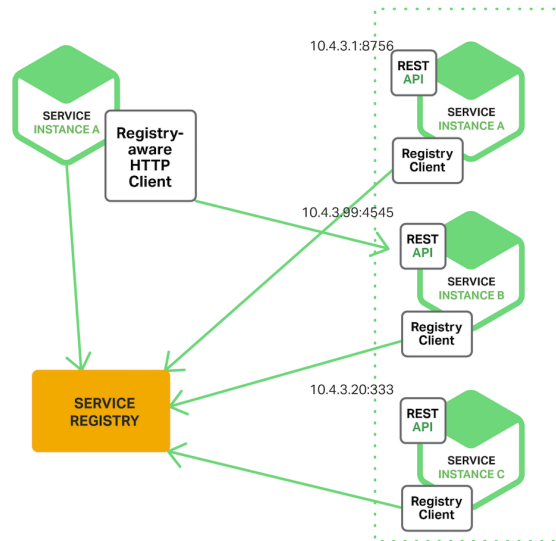 SERVICE
INSTANCE A
Registry-
aware
HTTP
Client
SERVICE
REGISTRY
10.4.3.1:8756
REST
API
SERVICE
INSTANCE A
Registry
Client
10.4.3.99:4545
REST
API
SERVICE
INSTANCE B
Registry
Client
10.4.3.20:333
REST
API
SERVICE
INSTANCE C
Registry
Client